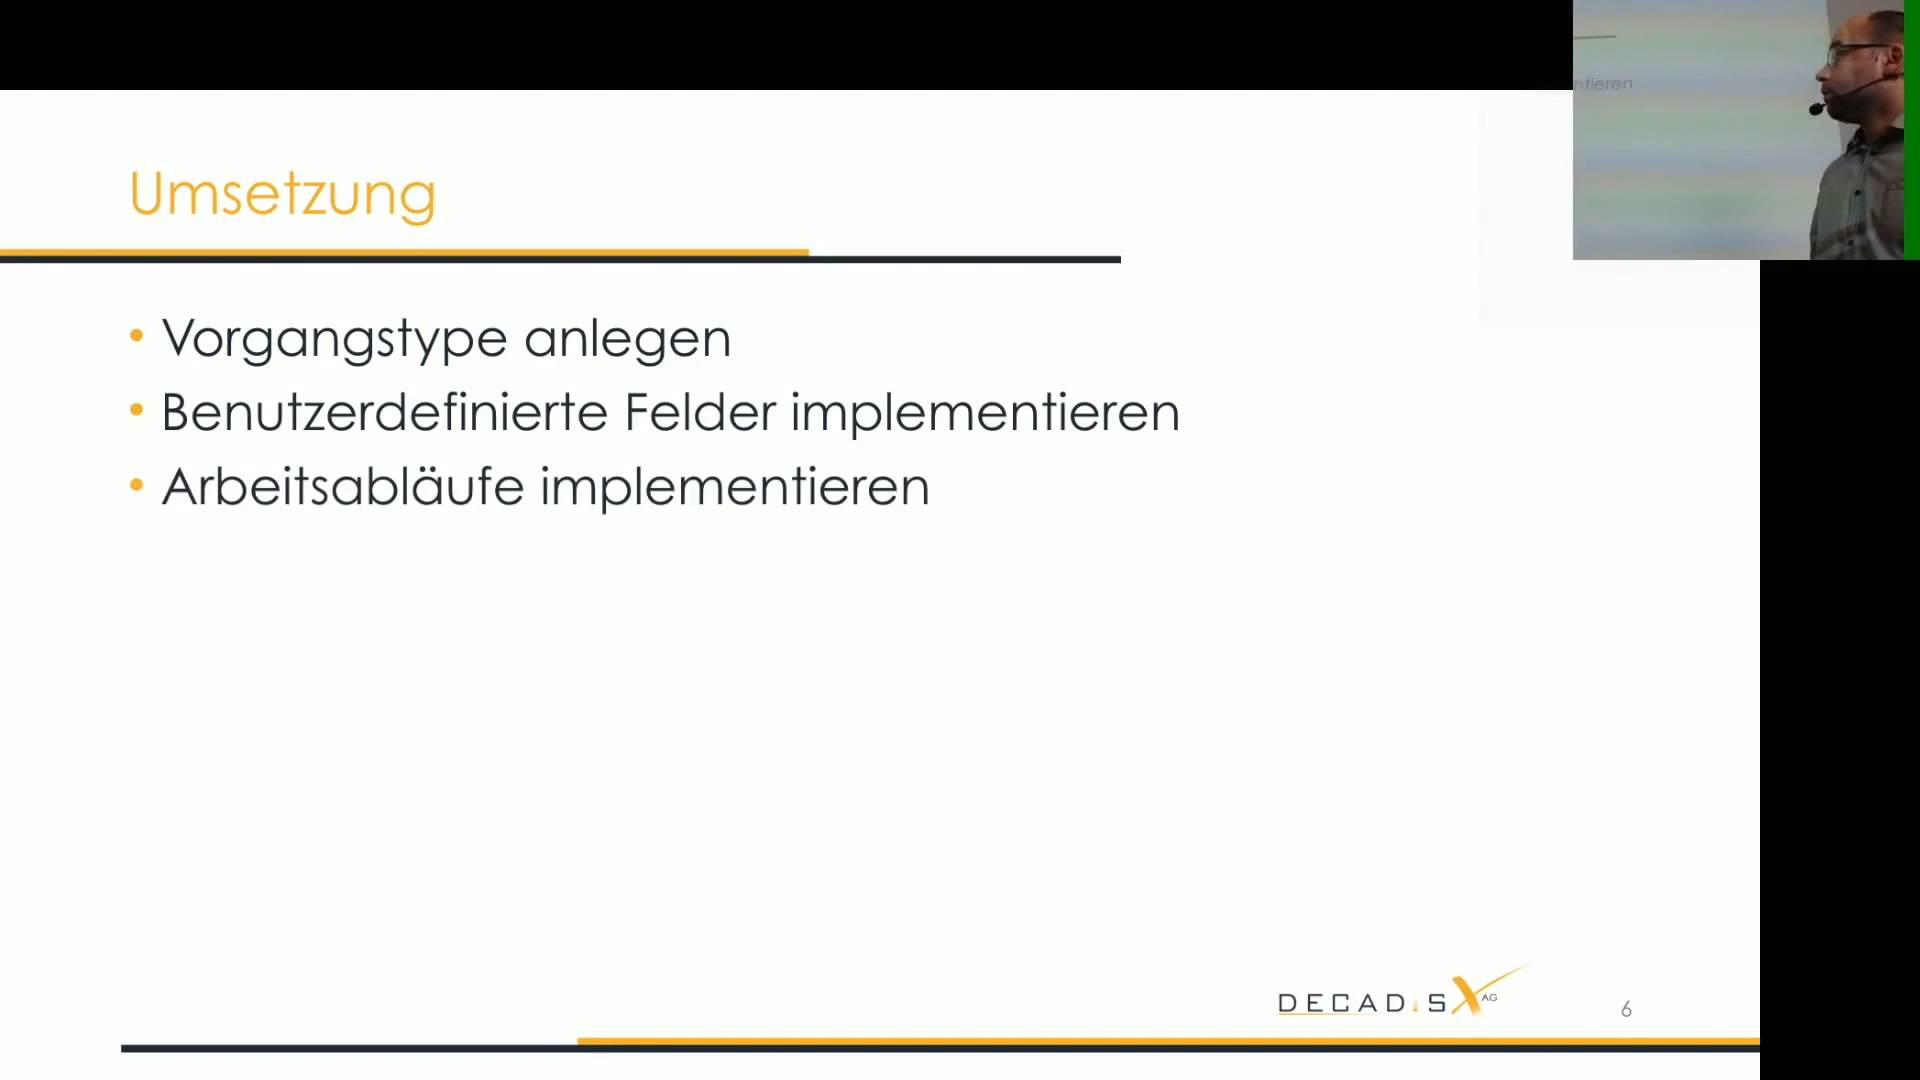 Umsetzung
• Vorgangstype anlegen
• Benutzerdefinierte Felder implementieren
• Arbeitsabläufe implementieren
DECADIS AG
6
ntieren